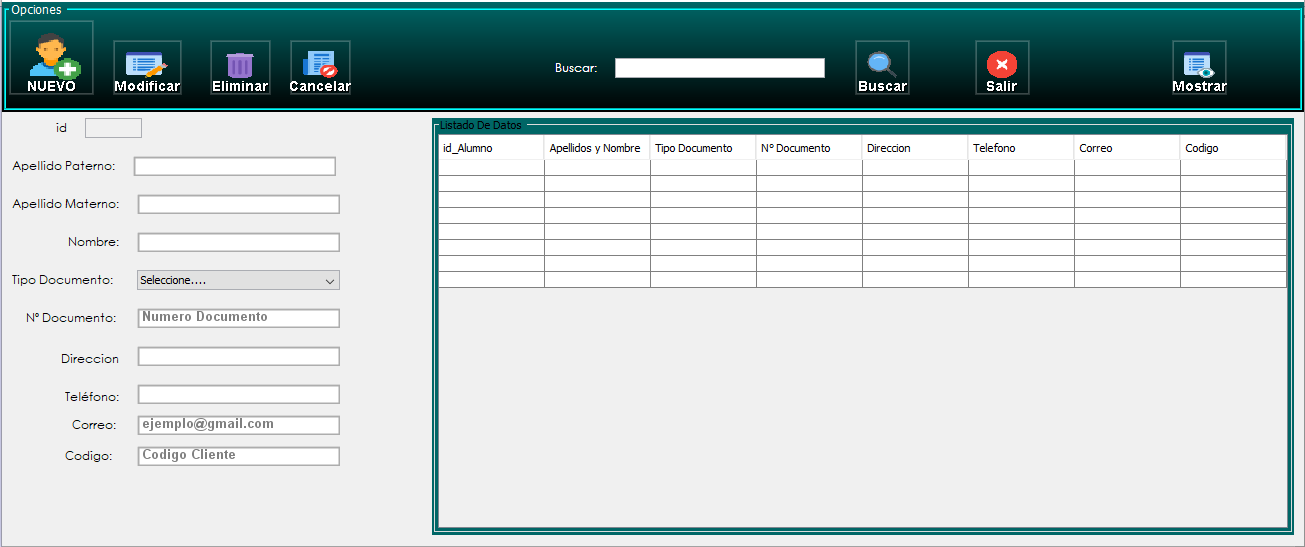 Opciones
NUEVO Modificar Eliminar Cancelar Buscar: Buscar Salir Mostrar
id
Apellido Paterno:
Apellido Materno:
Nombre:
Tipo Documento: Seleccione....
Nº Documento: Numero Documento
Direccion
Teléfono:
Correo: ejemplo@gmail.com
Codigo: Codigo Cliente
Listado De Datos
id_Alumno Apellidos y Nombre Tipo Documento Nº Documento Direccion Telefono Correo Codigo